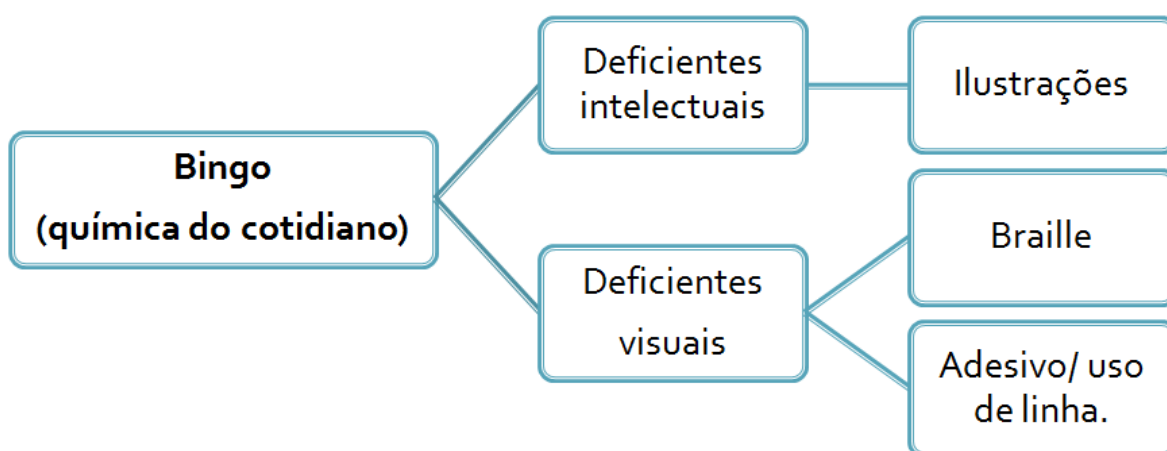 Bingo
(química do cotidiano)
Deficientes
intelectuais
Ilustrações
Deficientes
visuais
Braille
Adesivo/ uso
de linha.